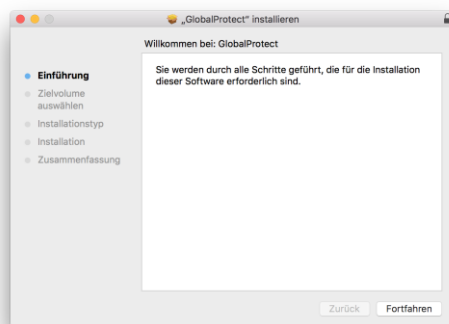 „GlobalProtect“ installieren
Willkommen bei: GlobalProtect
Einführung
Zielvolume
auswählen
Installationstyp
Installation
Zusammenfassung
Sie werden durch alle Schritte geführt, die für die Installation
dieser Software erforderlich sind.
Zurück
Fortfahren